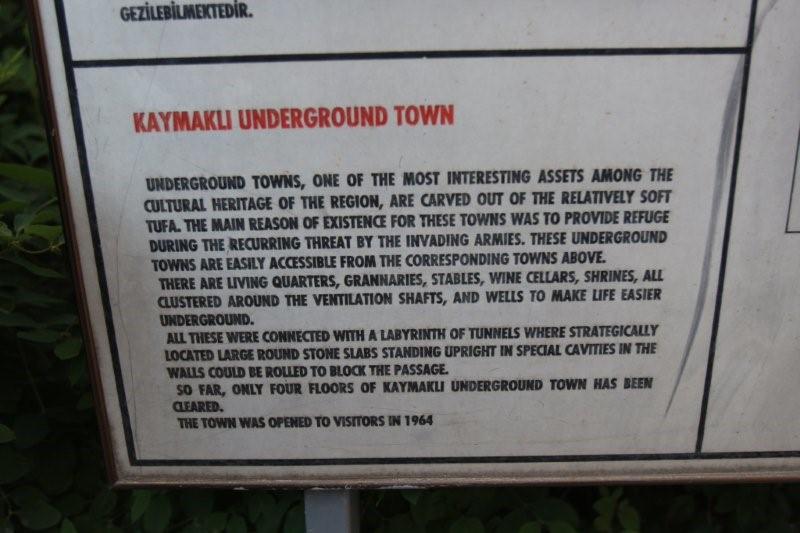 GEZİLEBİLMEKTEDİR.
KAYMAKLI UNDERGROUND TOWN
UNDERGROUND TOWNS, ONE OF THE MOST INTERESTING ASSETS AMONG THE
CULTURAL HERITAGE OF THE REGION, ARE CARVED OUT OF THE RELATIVELY SOFT
TUFA. THE MAIN REASON OF EXISTENCE FOR THESE TOWNS WAS TO PROVIDE REFUGE
DURING THE RECURRING THREAT BY THE INVADING ARMIES. THESE UNDERGROUND
TOWNS ARE EASILY ACCESSIBLE FROM THE CORRESPONDING TOWNS ABOVE.
THERE ARE LIVING QUARTERS, GRANNARIES, STABLES, WINE CELLARS, SHRINES, ALL
CLUSTERED AROUND THE VENTILATION SHAFTS, AND WELLS TO MAKE LIFE EASIER
UNDERGROUND.
ALL THESE WERE CONNECTED WITH A LABYRINTH OF TUNNELS WHERE STRATEGICALLY
LOCATED LARGE ROUND STONE SLABS STANDING UPRIGHT IN SPECIAL CAVITIES IN THE
WALLS COULD BE ROLLED TO BLOCK THE PASSAGE.
SO FAR, ONLY FOUR FLOORS OF KAYMAKLI UNDERGROUND TOWN HAS BEEN
CLEARED.
THE TOWN WAS OPENED TO VISITORS IN 1964